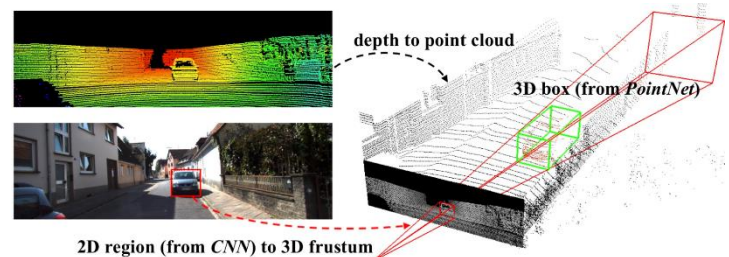 depth to point cloud
3D box (from PointNet)
2D region (from CNN) to 3D frustum